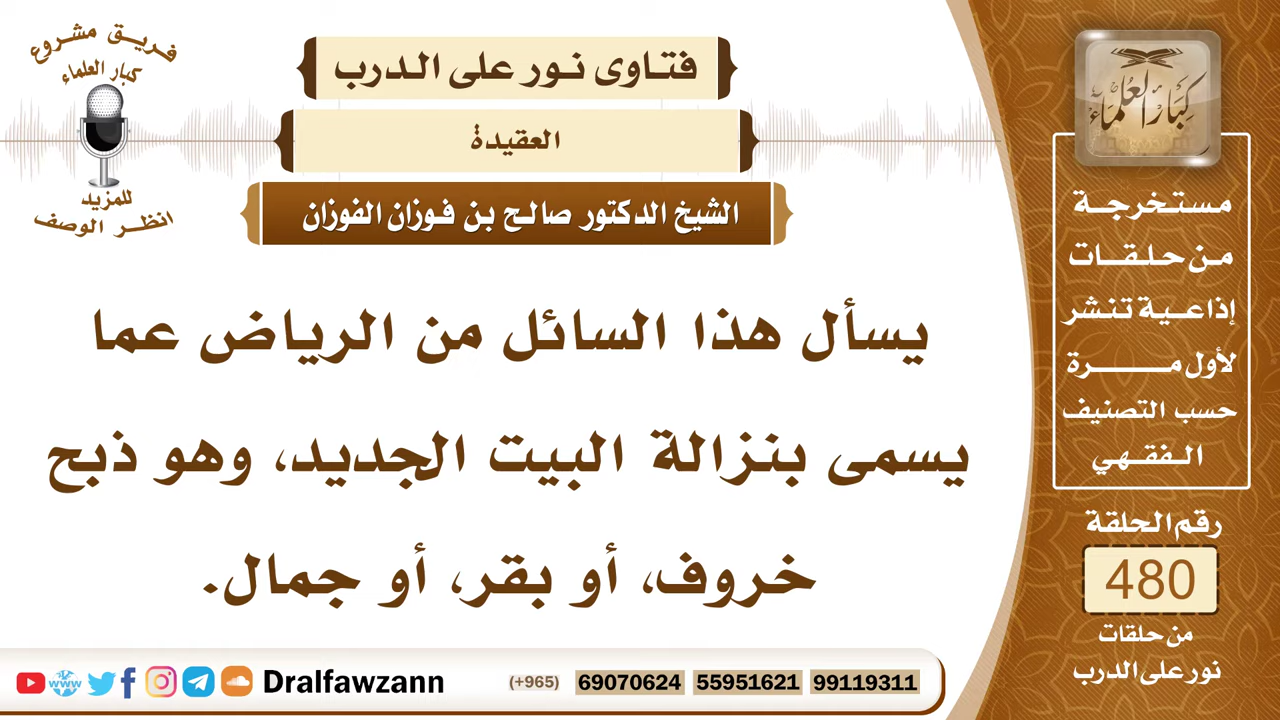 فريق مشروع
كبار العلماء
للمزيد
انظر الوصف
فتاوى نور على الدرب
العقيدة
الشيخ الدكتور صالح بن فوزان الفوزان
يسأل هذا السائل من الرياض عما
يسمى بنزالة البيت الجديد، وهو ذبح
خروف، أو بقر، أو جمال.
كبار العلماء
مستخرجة
من حلقات
إذاعية تنشر
لأول مرة
حسب التصنيف
الفقهي
رقم الحلقة
480
من حلقات
نور على الدرب
www Dralfawzann (+965) 69070624 55951621 99119311